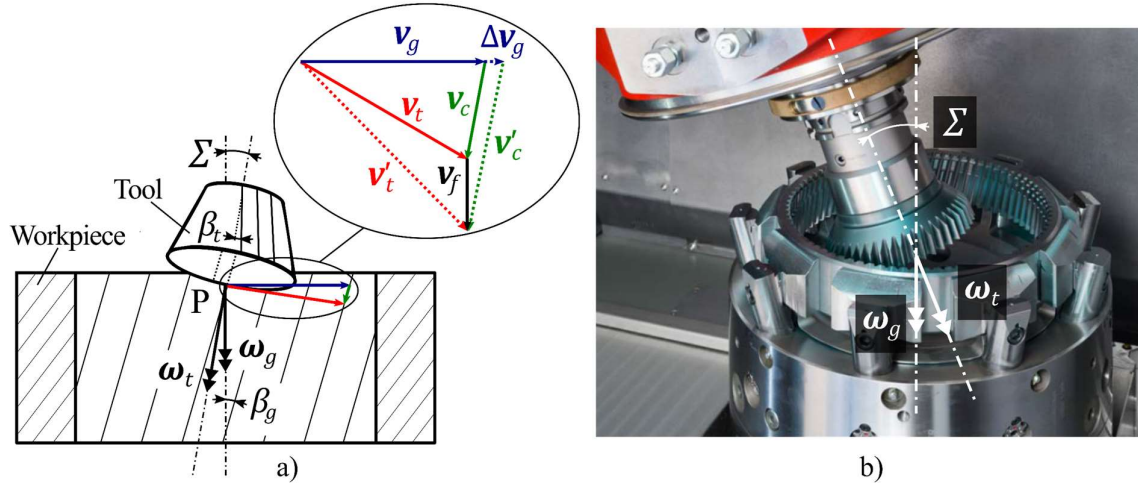 v_g Δv_g
v_t v_c
v'_t v_f v'_c
Σ
Tool
β_t
Workpiece
P
ω_g
ω_t
β_g
a)
Σ
ω_t
ω_g
b)